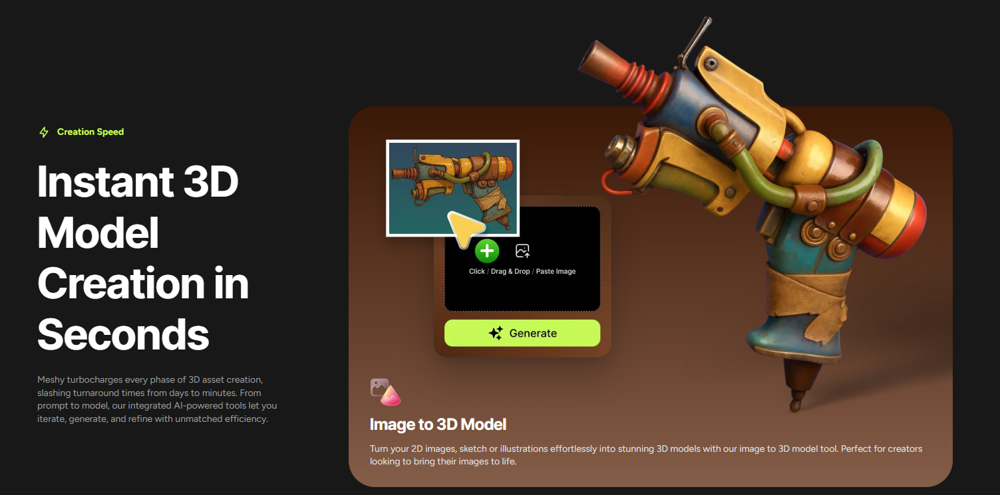 Creation Speed
Instant 3D
Model
Creation in
Seconds
Meshy turbocharges every phase of 3D asset creation,
slashing turnaround times from days to minutes. From
prompt to model, our integrated AI-powered tools let you
iterate, generate, and refine with unmatched efficiency.
Click / Drag & Drop / Paste Image
Generate
Image to 3D Model
Turn your 2D images, sketch or illustrations effortlessly into stunning 3D models with our image to 3D model tool. Perfect for creators
looking to bring their images to life.